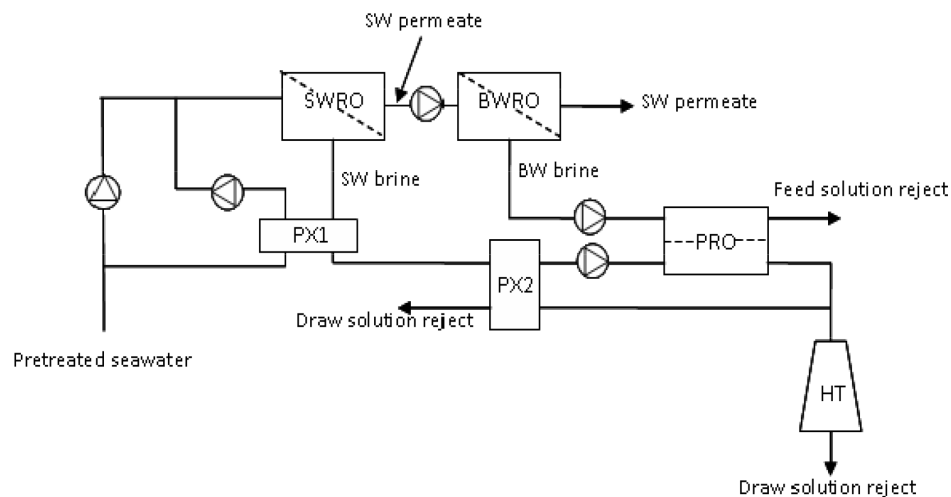 SW permeate
SWRO
BWRO
SW permeate
SW brine
BW brine
Feed solution reject
PX1
PRO
PX2
Draw solution reject
Pretreated seawater
HT
Draw solution reject